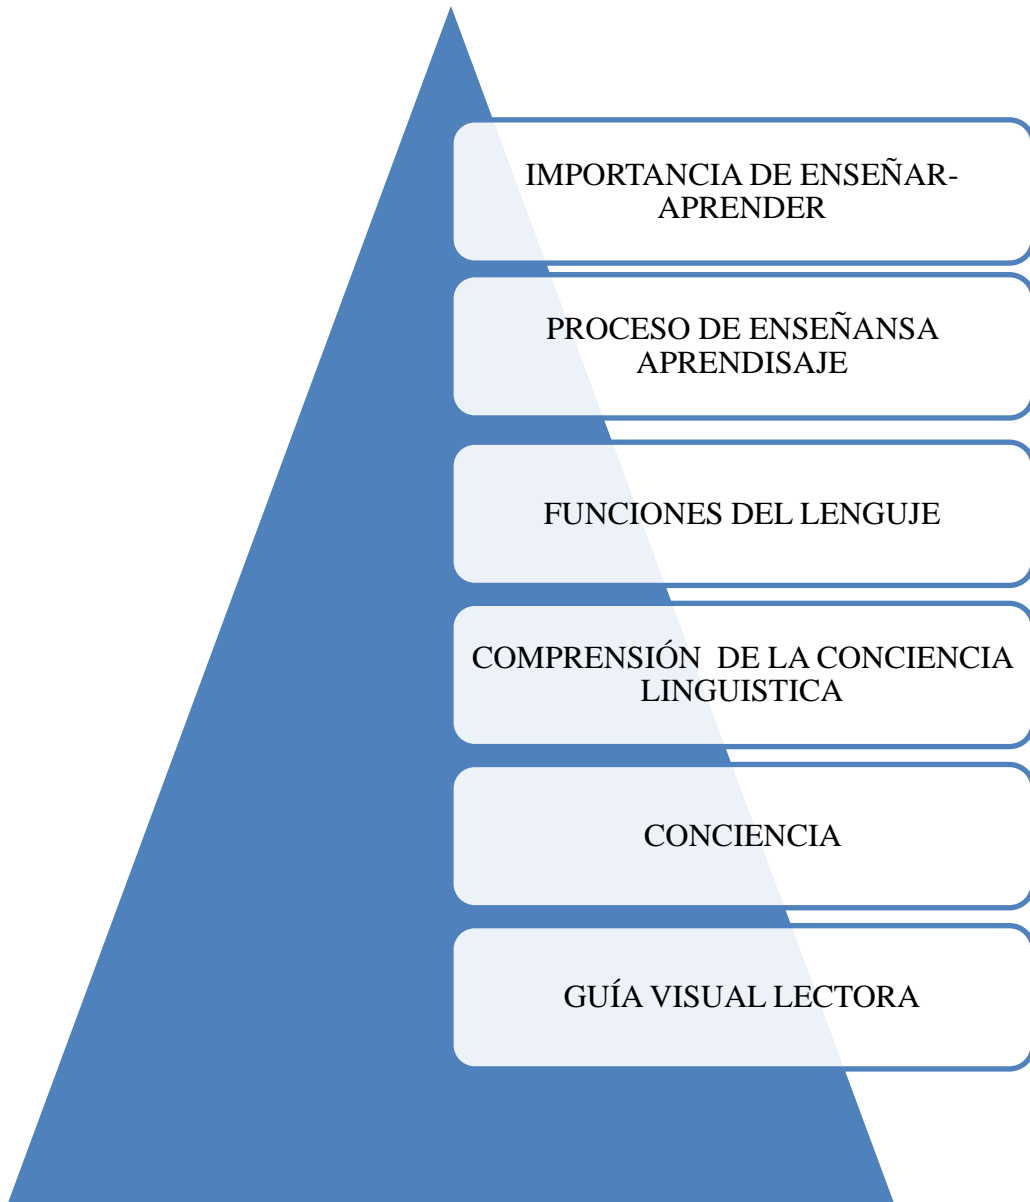 IMPORTANCIA DE ENSEÑAR-
APRENDER
PROCESO DE ENSEÑANSA
APRENDISAJE
FUNCIONES DEL LENGUJE
COMPRENSIÓN DE LA CONCIENCIA
LINGUISTICA
CONCIENCIA
GUÍA VISUAL LECTORA